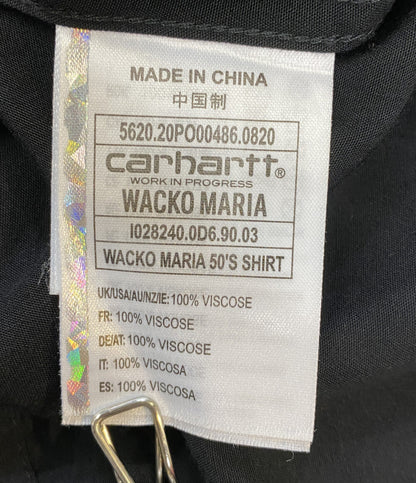 MADE IN CHINA
中国制
5620.20PO00486.0820
carhartt®
WORK IN PROGRESS
WACKO MARIA
I028240.0D6.90.03
WACKO MARIA 50'S SHIRT
UK/USA/AU/NZ/IE: 100% VISCOSE
FR: 100% VISCOSE
DE/AT: 100% VISCOSE
IT: 100% VISCOSA
ES: 100% VISCOSA